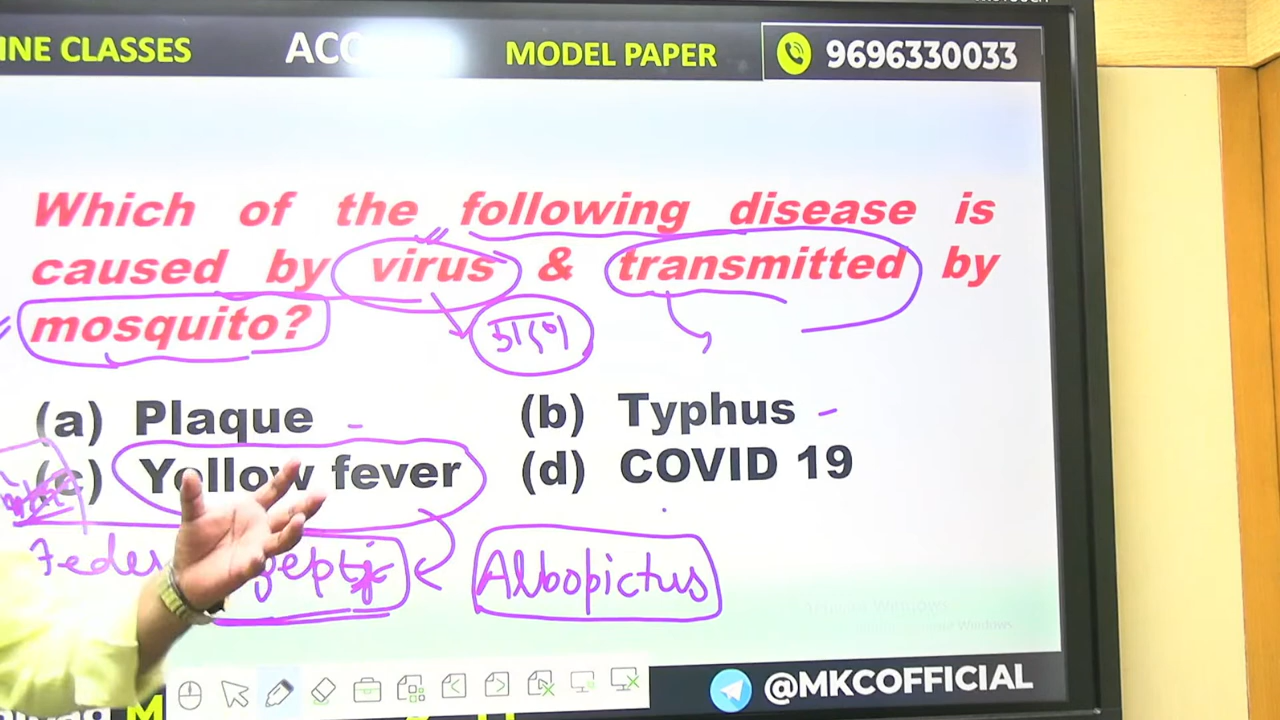 INE CLASSES ACC MODEL PAPER 9696330033
Which of the following disease is
caused by virus & transmitted by
mosquito?
(a) Plaque (b) Typhus
(c) Yellow fever (d) COVID 19
Albopictus
@MKCOFFICIAL